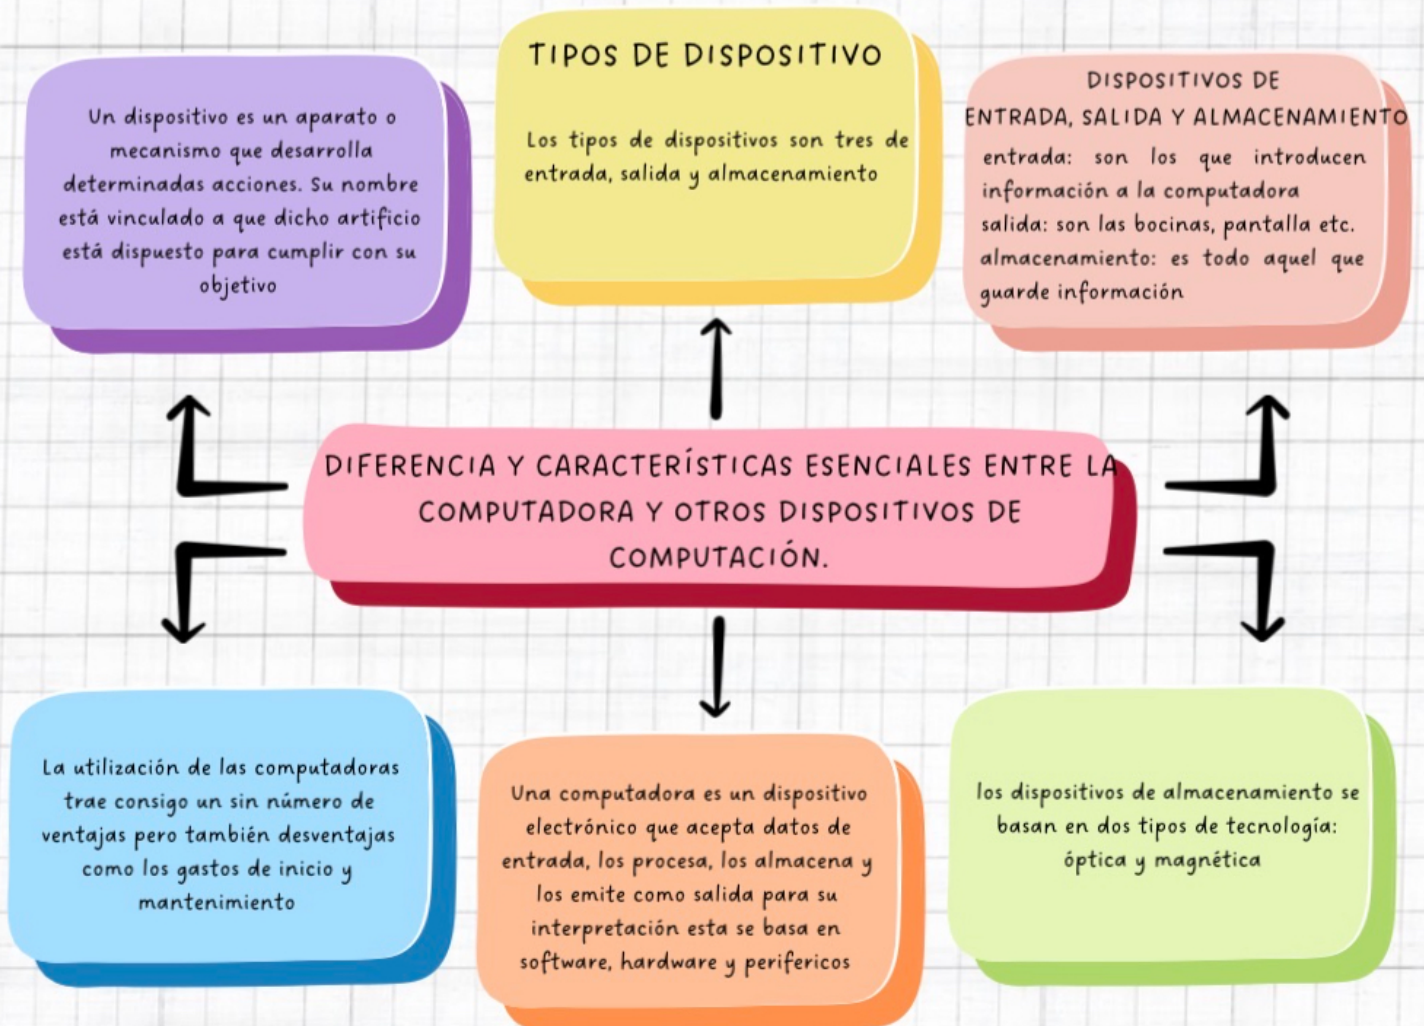 Un dispositivo es un aparato o
mecanismo que desarrolla
determinadas acciones. Su nombre
está vinculado a que dicho artificio
está dispuesto para cumplir con su
objetivo
TIPOS DE DISPOSITIVO
Los tipos de dispositivos son tres de
entrada, salida y almacenamiento
DISPOSITIVOS DE
ENTRADA, SALIDA Y ALMACENAMIENTO
entrada: son los que introducen
información a la computadora
salida: son las bocinas, pantalla etc.
almacenamiento: es todo aquel que
guarde información
DIFERENCIA Y CARACTERÍSTICAS ESENCIALES ENTRE LA
COMPUTADORA Y OTROS DISPOSITIVOS DE
COMPUTACIÓN.
La utilización de las computadoras
trae consigo un sin número de
ventajas pero también desventajas
como los gastos de inicio y
mantenimiento
Una computadora es un dispositivo
electrónico que acepta datos de
entrada, los procesa, los almacena y
los emite como salida para su
interpretación esta se basa en
software, hardware y perifericos
los dispositivos de almacenamiento se
basan en dos tipos de tecnología:
óptica y magnética